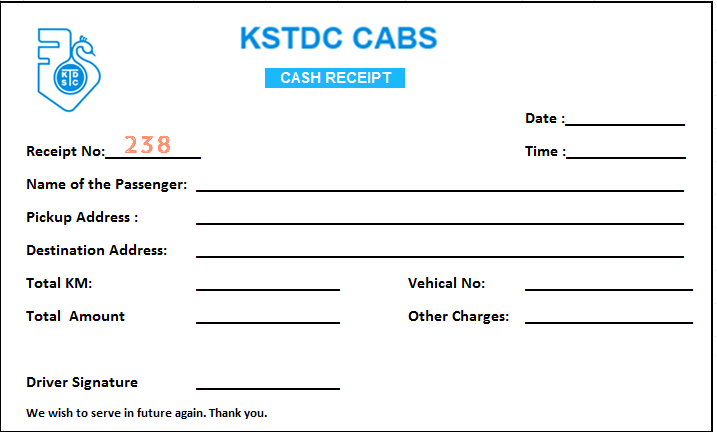 KSTDC CABS
KTDSC
CASH RECEIPT
Date :
Receipt No: 238
Time :
Name of the Passenger:
Pickup Address :
Destination Address:
Total KM:
Vehical No:
Total  Amount
Other Charges:
Driver Signature
We wish to serve in future again. Thank you.